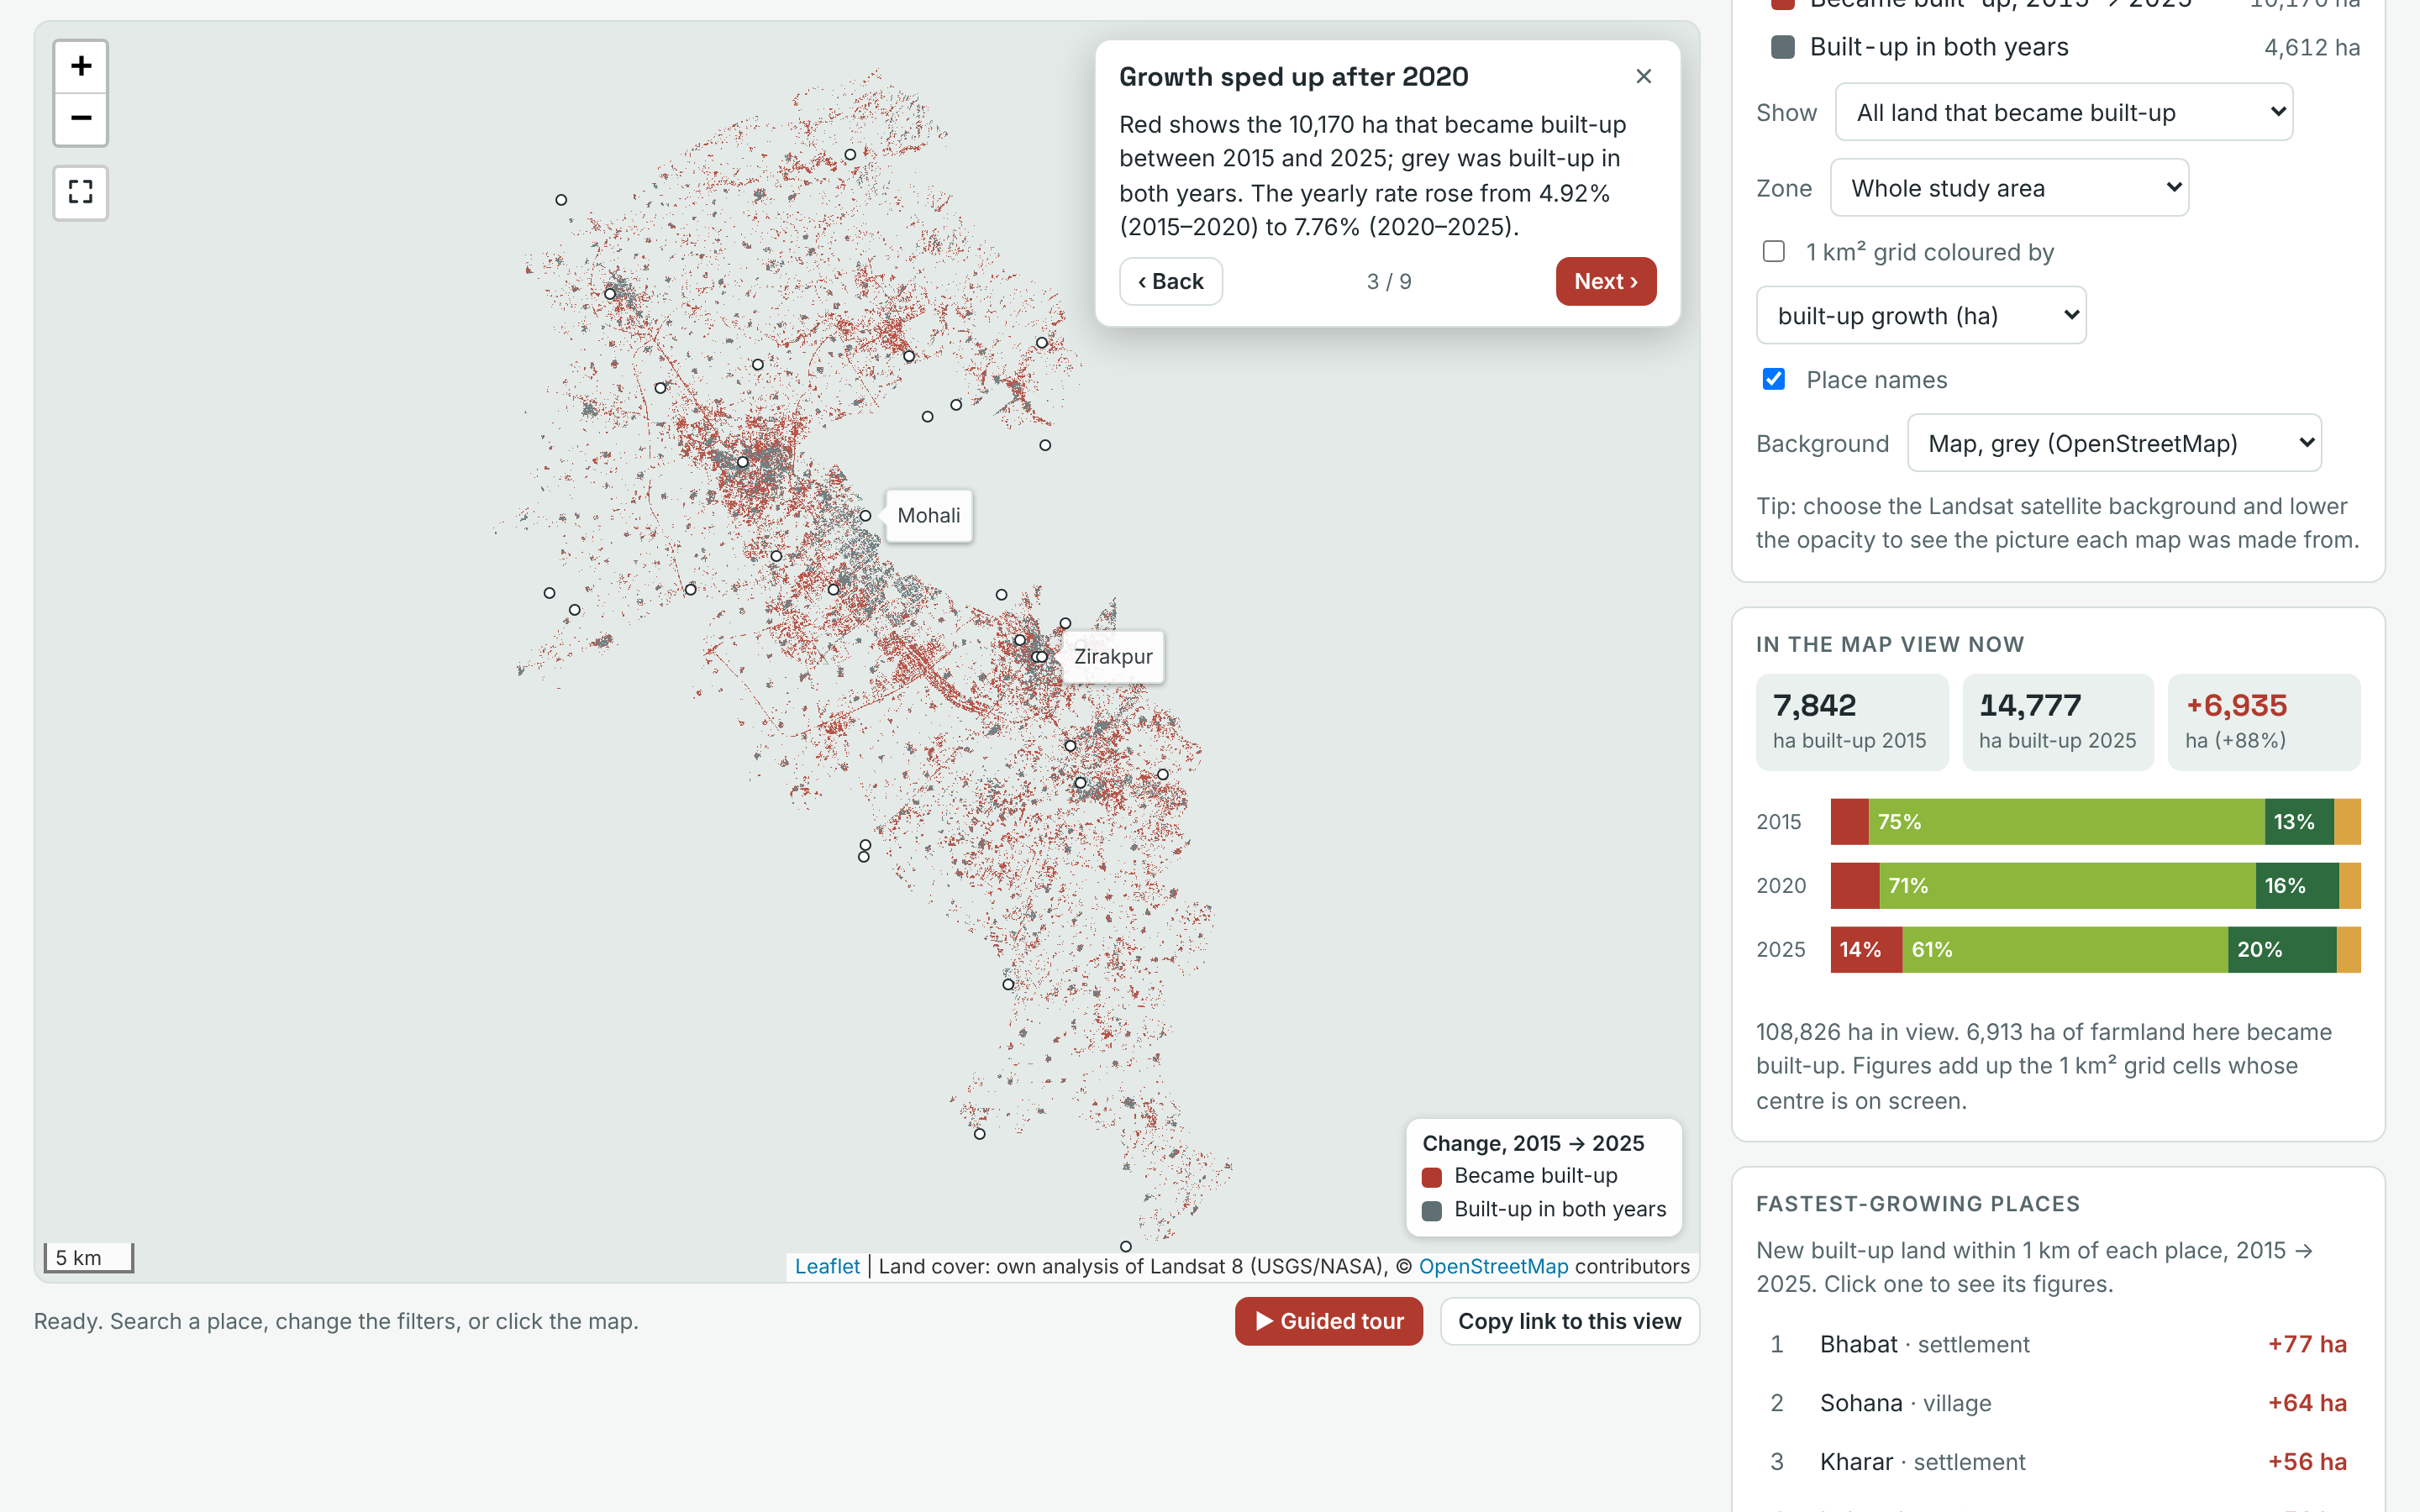 +
−
Growth sped up after 2020
×
Red shows the 10,170 ha that became built-up
between 2015 and 2025; grey was built-up in
both years. The yearly rate rose from 4.92%
(2015–2020) to 7.76% (2020–2025).
‹ Back
3 / 9
Next ›
Mohali
Zirakpur
Change, 2015 → 2025
Became built-up
Built-up in both years
5 km
Leaflet | Land cover: own analysis of Landsat 8 (USGS/NASA), © OpenStreetMap contributors
Ready. Search a place, change the filters, or click the map.
▶ Guided tour
Copy link to this view
Became built-up, 2015 → 2025 10,170 ha
Built-up in both years 4,612 ha
Show All land that became built-up
Zone Whole study area
1 km² grid coloured by
built-up growth (ha)
Place names
Background Map, grey (OpenStreetMap)
Tip: choose the Landsat satellite background and lower
the opacity to see the picture each map was made from.
IN THE MAP VIEW NOW
7,842 14,777 +6,935
ha built-up 2015 ha built-up 2025 ha (+88%)
2015 75% 13%
2020 71% 16%
2025 14% 61% 20%
108,826 ha in view. 6,913 ha of farmland here became
built-up. Figures add up the 1 km² grid cells whose
centre is on screen.
FASTEST-GROWING PLACES
New built-up land within 1 km of each place, 2015 →
2025. Click one to see its figures.
1 Bhabat · settlement +77 ha
2 Sohana · village +64 ha
3 Kharar · settlement +56 ha